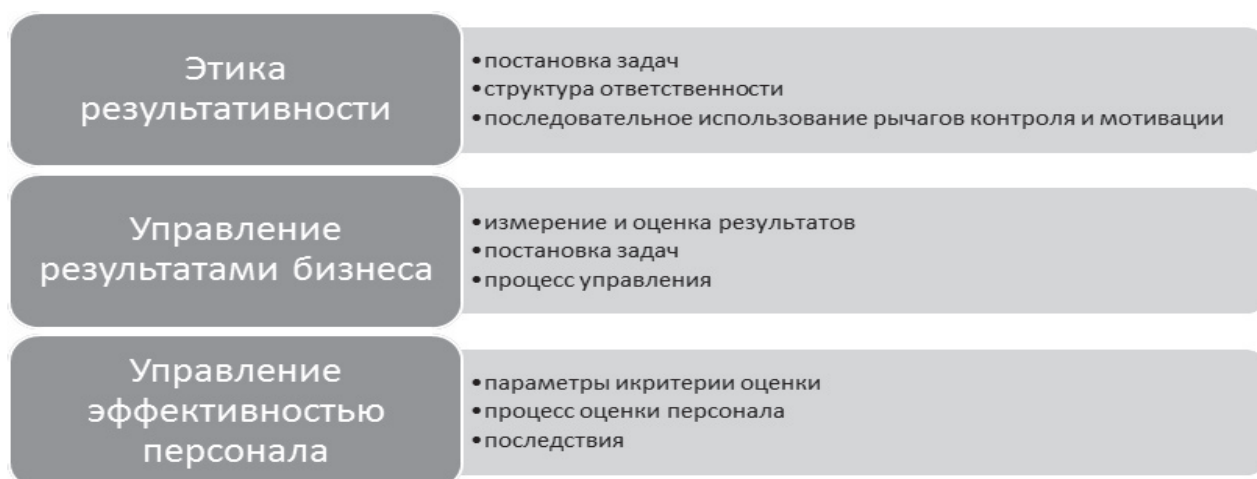 Этика
результативности
•постановка задач
•структура ответственности
•последовательное использование рычагов контроля и мотивации
Управление
результатами бизнеса
•измерение и оценка результатов
•постановка задач
•процесс управления
Управление
эффективностью
персонала
•параметры икритерии оценки
•процесс оценки персонала
•последствия